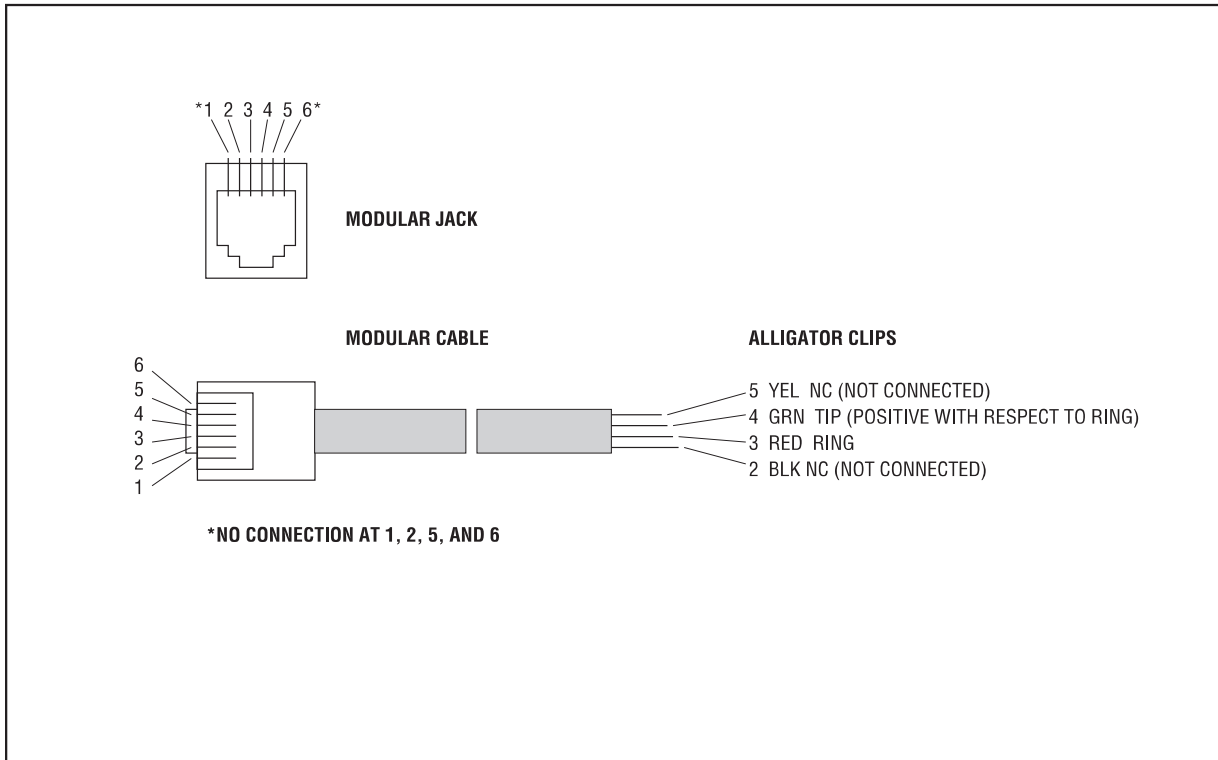 *1 2 3 4 5 6*
MODULAR JACK
MODULAR CABLE
ALLIGATOR CLIPS
6
5
4
3
2
1
5 YEL NC (NOT CONNECTED)
4 GRN TIP (POSITIVE WITH RESPECT TO RING)
3 RED RING
2 BLK NC (NOT CONNECTED)
*NO CONNECTION AT 1, 2, 5, AND 6